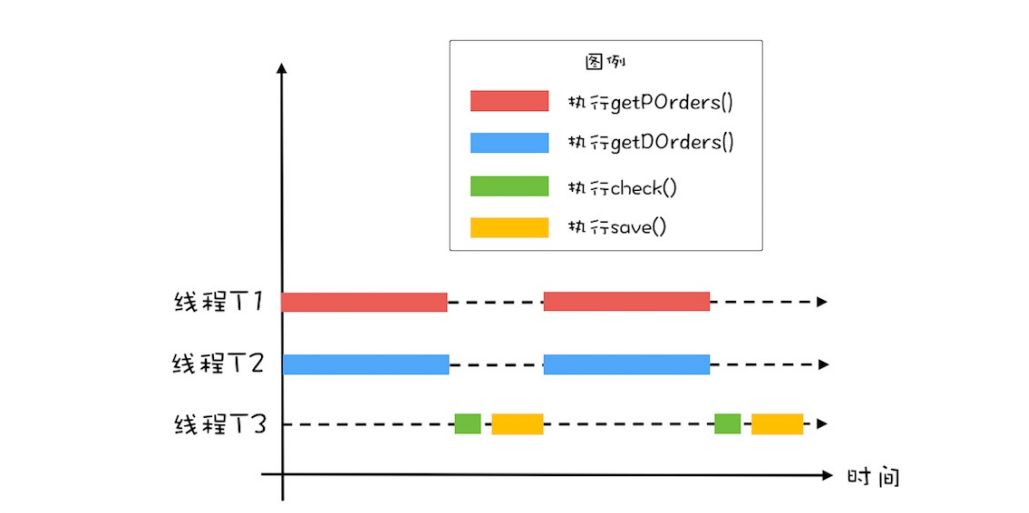 图例
执行getPOrders()
执行getDOrders()
执行check()
执行save()
线程T1
线程T2
线程T3
时间